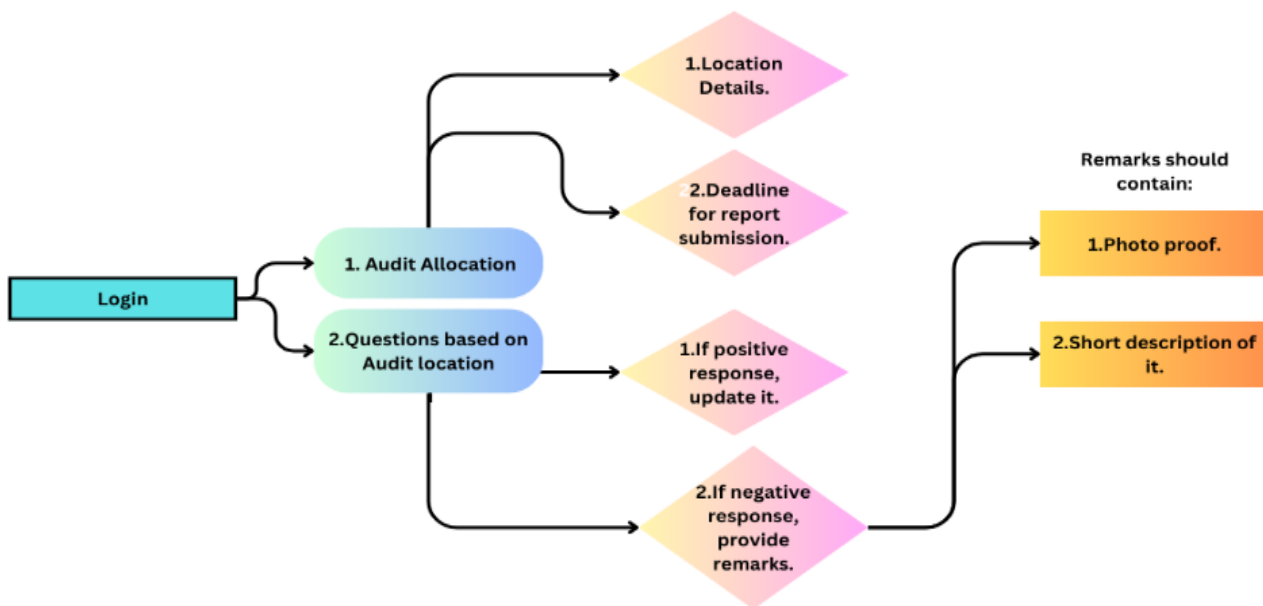 Login
1. Audit Allocation
2.Questions based on
Audit location
1.Location
Details.
22.Deadline
for report
submission.
1.If positive
response,
update it.
2.If negative
response,
provide
remarks.
Remarks should
contain:
1.Photo proof.
2.Short description of
it.